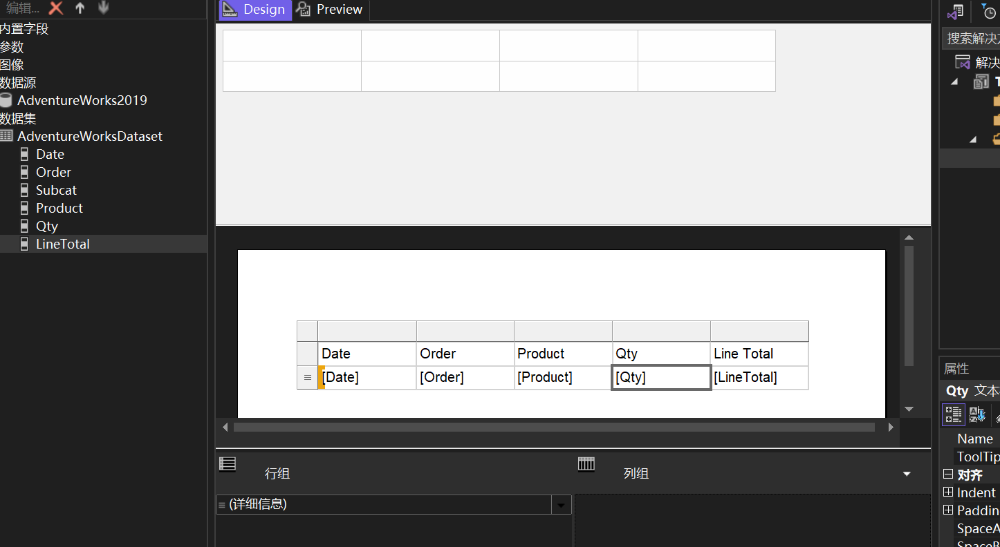 编辑...
Design
Preview
内置字段
参数
图像
数据源
AdventureWorks2019
数据集
AdventureWorksDataset
Date
Order
Subcat
Product
Qty
LineTotal
Date Order Product Qty Line Total
[Date] [Order] [Product] [Qty] [LineTotal]
行组
列组
(详细信息)
搜索解决
解决
属性
Qty 文本
Name
ToolTip
对齐
Indent
Paddin
SpaceA
SpaceB